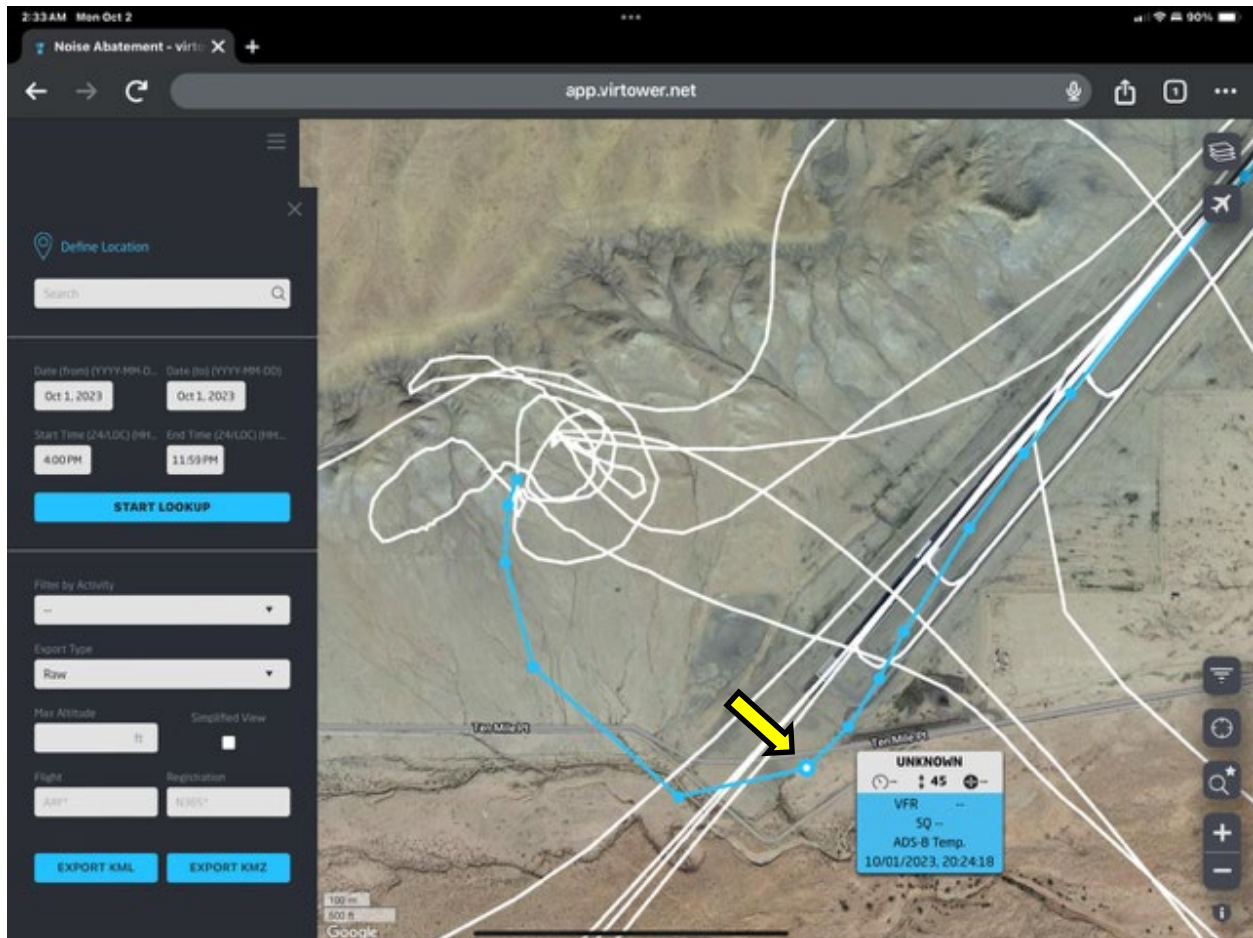 2:33 AM Mon Oct 2
90%
Noise Abatement - virto
app.virtower.net
1
Define Location
Search
Date (from) (YYYY-MM-D... Date (to) (YYYY-MM-DD)
Oct 1, 2023 Oct 1, 2023
Start Time (24/LOC) (HH... End Time (24/LOC) (HH...
4:00 PM 11:59 PM
START LOOKUP
Filter by Activity
--
Export Type
Raw
Max Altitude Simplified View
ft
Flight Registration
AAY* N365*
EXPORT KML EXPORT KMZ
Ten Mile Pt
Ten Mile Pt
UNKNOWN
-- 45 --
VFR --
SQ --
ADS-B Temp.
10/01/2023, 20:24:18
100 m
500 ft
Google